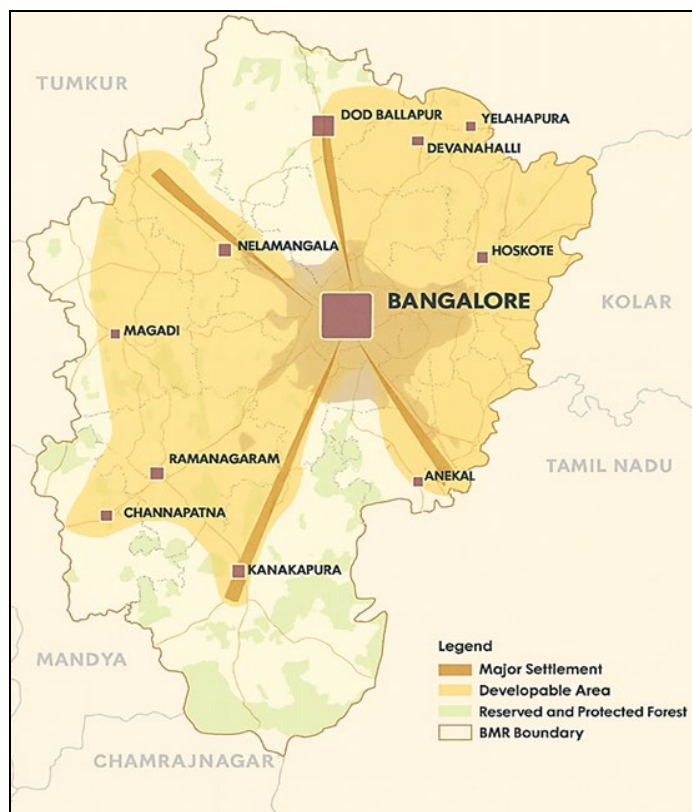 TUMKUR
DOD BALLAPUR
YELAHAPURA
DEVANAHALLI
NELAMANGALA
HOSKOTE
BANGALORE
KOLAR
MAGADI
RAMANAGARAM
TAMIL NADU
ANEKAL
CHANNAPATNA
KANAKAPURA
MANDYA
CHAMRAJNAGAR
Legend
Major Settlement
Developable Area
Reserved and Protected Forest
BMR Boundary